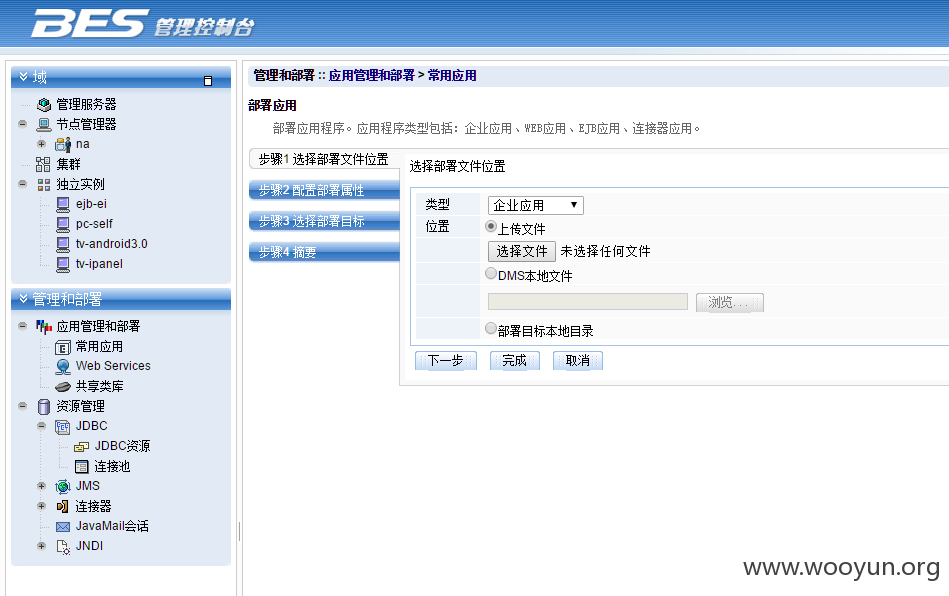 BES 管理控制台
域
管理服务器
节点管理器
na
集群
独立实例
ejb-ei
pc-self
tv-android3.0
tv-ipanel
管理和部署
应用管理和部署
常用应用
Web Services
共享类库
资源管理
JDBC
JDBC资源
连接池
JMS
连接器
JavaMail会话
JNDI
管理和部署 :: 应用管理和部署 > 常用应用
部署应用
部署应用程序。应用程序类型包括：企业应用、WEB应用、EJB应用、连接器应用。
步骤1 选择部署文件位置
步骤2 配置部署属性
步骤3 选择部署目标
步骤4 摘要
选择部署文件位置
类型 企业应用
位置 上传文件
选择文件 未选择任何文件
DMS本地文件
浏览...
部署目标本地目录
下一步 完成 取消
www.wooyun.org